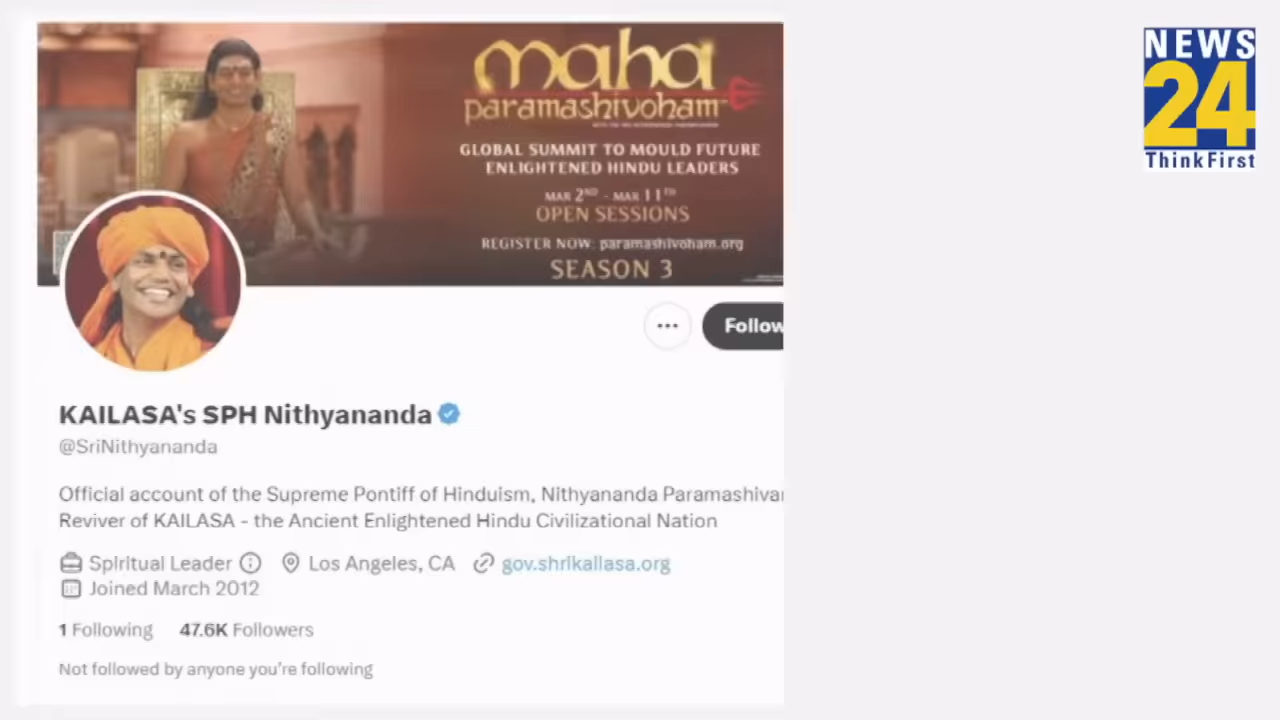 NEWS
24
ThinkFirst
maha
paramashivoham
GLOBAL SUMMIT TO MOULD FUTURE
ENLIGHTENED HINDU LEADERS
MAR 2ND - MAR 11TH
OPEN SESSIONS
REGISTER NOW: paramashivoham.org
SEASON 3
Follow
KAILASA's SPH Nithyananda
@SriNithyananda
Official account of the Supreme Pontiff of Hinduism, Nithyananda Paramashiva
Reviver of KAILASA - the Ancient Enlightened Hindu Civilizational Nation
Spiritual Leader Los Angeles, CA gov.shrikailasa.org
Joined March 2012
1 Following 47.6K Followers
Not followed by anyone you're following